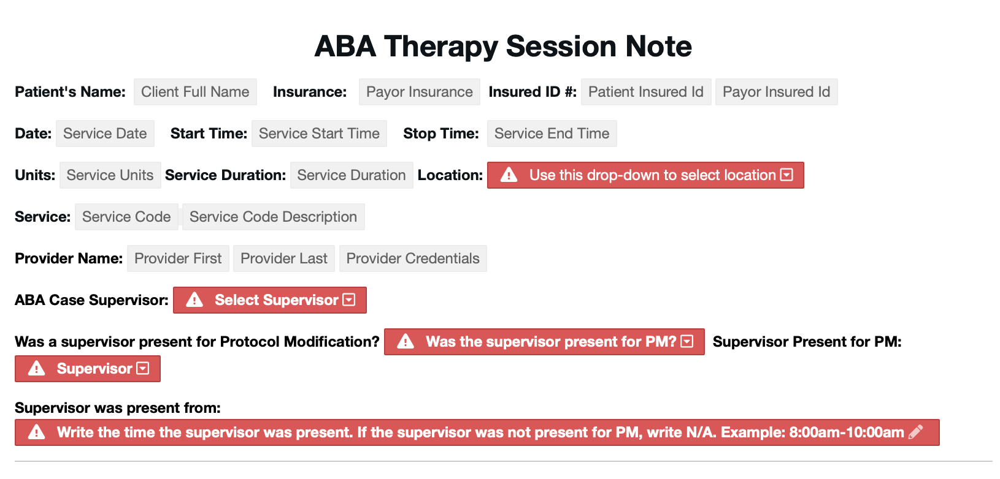 ABA Therapy Session Note
Patient's Name: Client Full Name Insurance: Payor Insurance Insured ID #: Patient Insured Id Payor Insured Id
Date: Service Date Start Time: Service Start Time Stop Time: Service End Time
Units: Service Units Service Duration: Service Duration Location: Use this drop-down to select location
Service: Service Code Service Code Description
Provider Name: Provider First Provider Last Provider Credentials
ABA Case Supervisor: Select Supervisor
Was a supervisor present for Protocol Modification? Was the supervisor present for PM? Supervisor Present for PM:
Supervisor
Supervisor was present from:
Write the time the supervisor was present. If the supervisor was not present for PM, write N/A. Example: 8:00am-10:00am